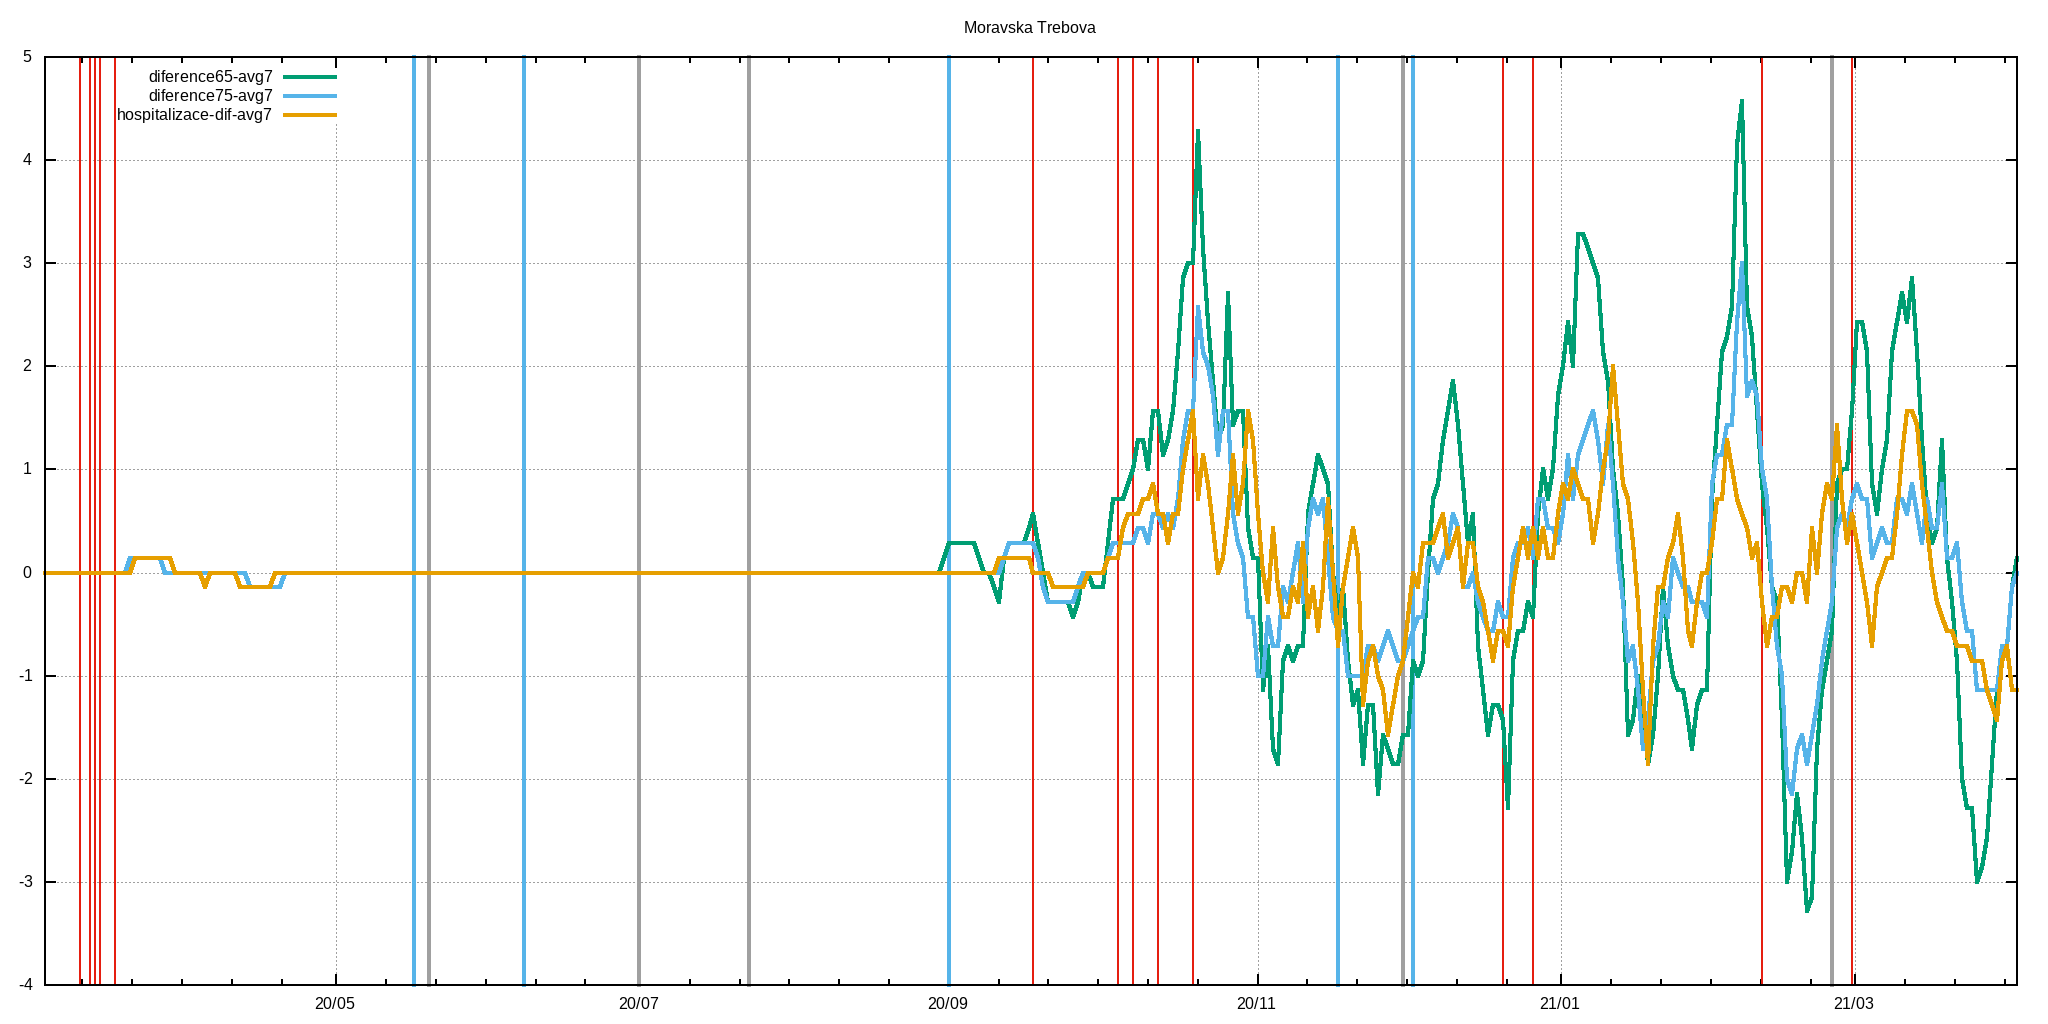 Moravska Trebova
5
diference65-avg7
diference75-avg7
hospitalizace-dif-avg7
4
3
2
1
0
-1
-2
-3
-4
20/05 20/07 20/09 20/11 21/01 21/03